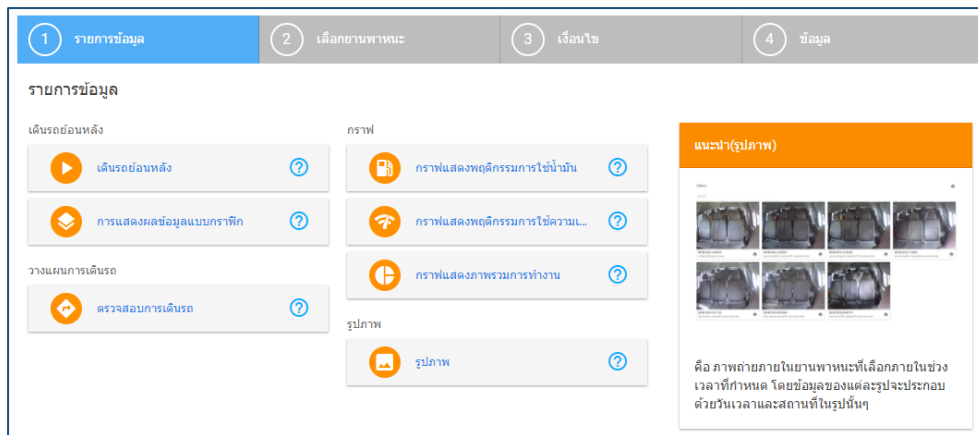 1 รายการข้อมูล
2 เลือกยานพาหนะ
3 เงื่อนไข
4 ข้อมูล
รายการข้อมูล
เดินรถย้อนหลัง
เดินรถย้อนหลัง
การแสดงผลข้อมูลแบบกราฟิก
วางแผนการเดินรถ
ตรวจสอบการเดินรถ
กราฟ
กราฟแสดงพฤติกรรมการใช้น้ำมัน
กราฟแสดงพฤติกรรมการใช้ความเ...
กราฟแสดงภาพรวมการทำงาน
รูปภาพ
รูปภาพ
แนะนำ(รูปภาพ)
คือ ภาพถ่ายภายในยานพาหนะที่เลือกภายในช่วง
เวลาที่กำหนด โดยข้อมูลของแต่ละรูปจะประกอบ
ด้วยวันเวลาและสถานที่ในรูปนั้นๆ